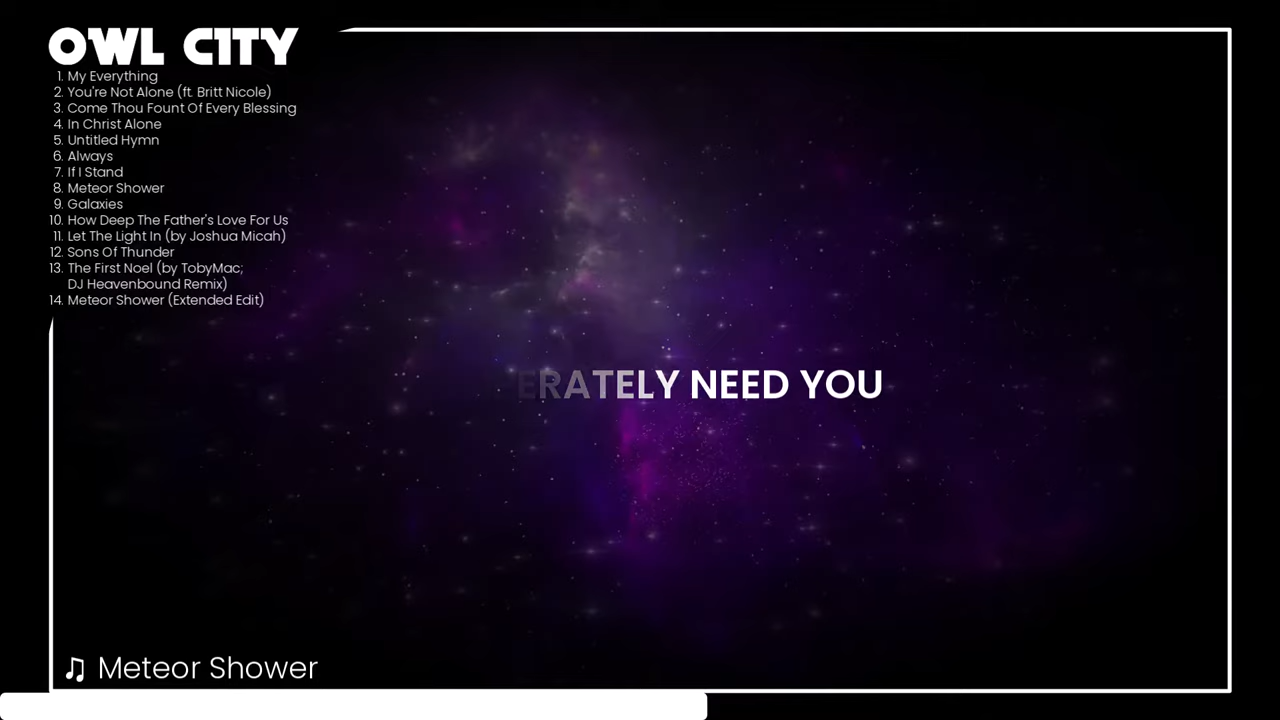 OWL CITY
1. My Everything
2. You're Not Alone (ft. Britt Nicole)
3. Come Thou Fount Of Every Blessing
4. In Christ Alone
5. Untitled Hymn
6. Always
7. If I Stand
8. Meteor Shower
9. Galaxies
10. How Deep The Father's Love For Us
11. Let The Light In (by Joshua Micah)
12. Sons Of Thunder
13. The First Noel (by TobyMac;
DJ Heavenbound Remix)
14. Meteor Shower (Extended Edit)
ERATELY NEED YOU
♫ Meteor Shower